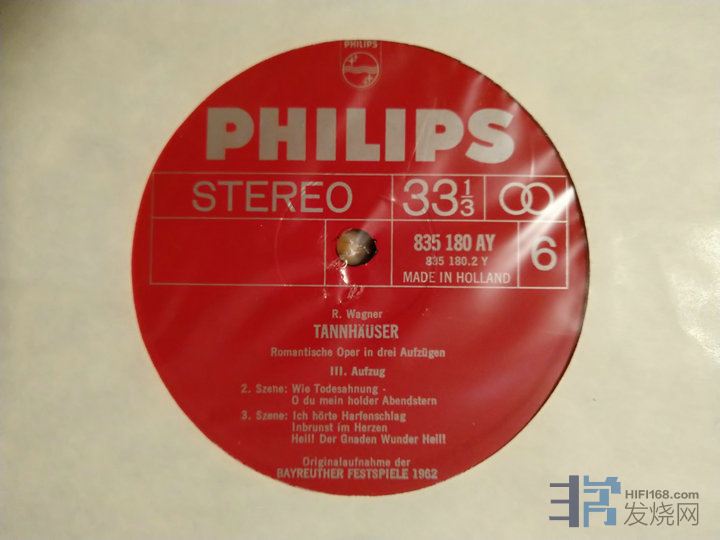 PHILIPS
PHILIPS
STEREO
33 1/3
835 180 AY
835 180.2 Y
MADE IN HOLLAND
6
R. Wagner
TANNHÄUSER
Romantische Oper in drei Aufzügen
III. Aufzug
2. Szene: Wie Todesahnung -
O du mein holder Abendstern
3. Szene: Ich hörte Harfenschlag
Inbrunst im Herzen
Heil! Der Gnaden Wunder Heil!
Originalaufnahme der
BAYREUTHER FESTSPIELE 1962
HIFI168.com
发烧网